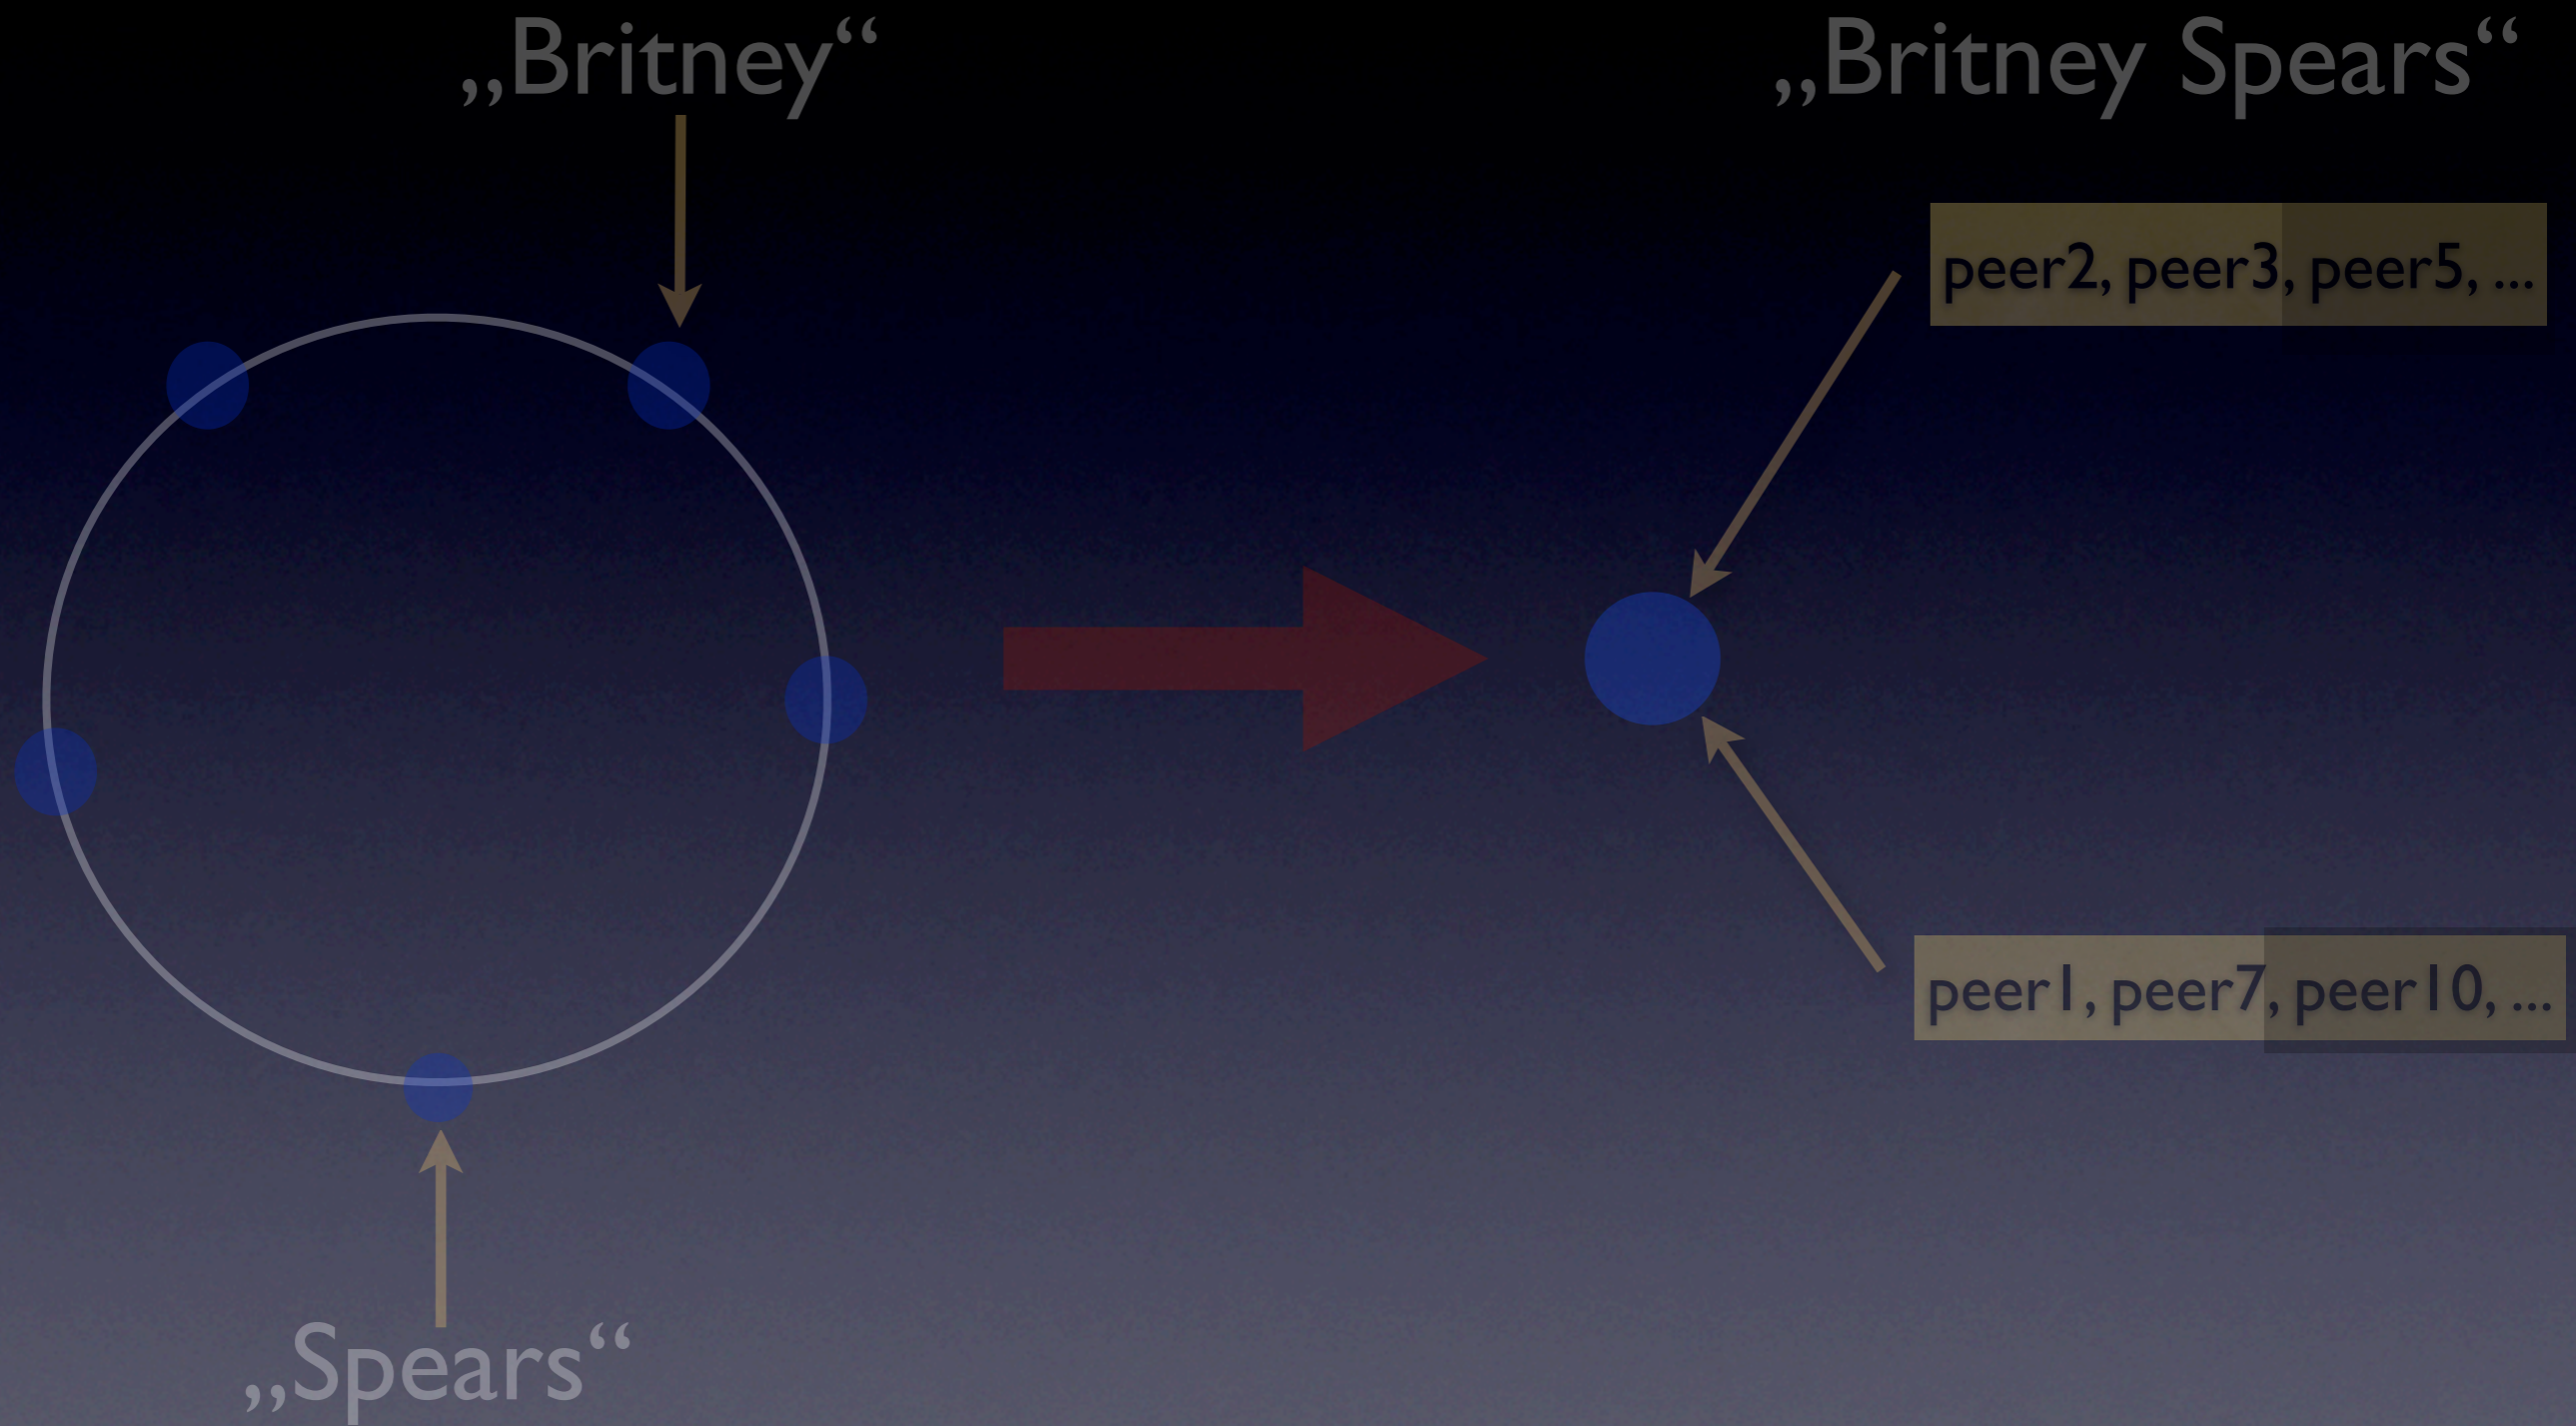 „Britney“
„Britney Spears“
peer2, peer3, peer5, ...
peer1, peer7, peer10, ...
„Spears“